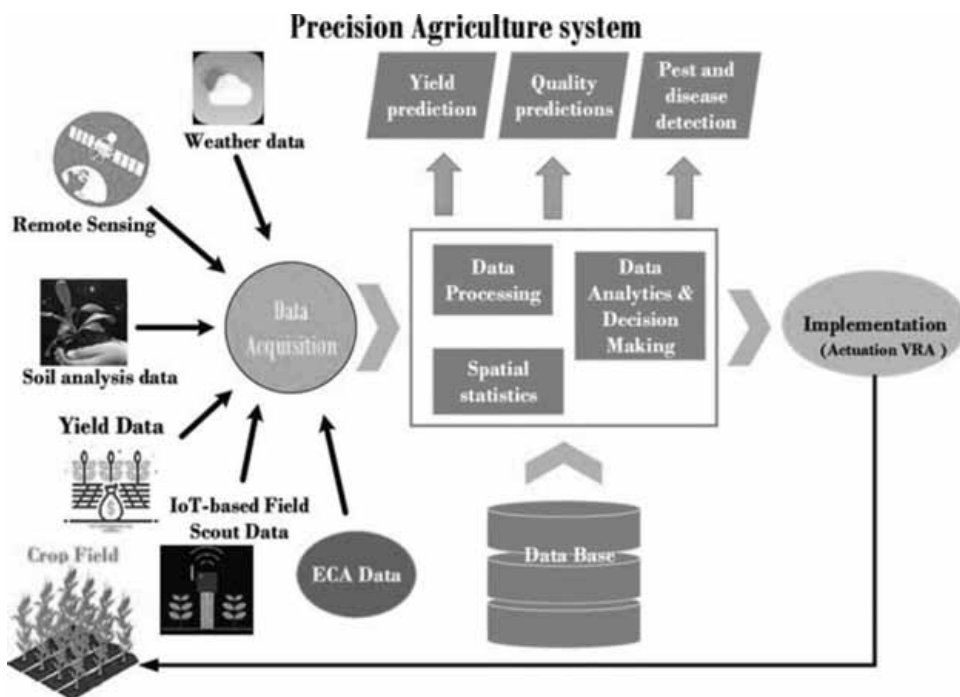 Precision Agriculture system
Weather data
Remote Sensing
Soil analysis data
Yield Data
IoT-based Field
Scout Data
ECA Data
Crop Field
Data
Acquisition
Yield
prediction
Quality
predictions
Pest and
disease
detection
Data
Processing
Data
Analytics &
Decision
Making
Spatial
statistics
Data Base
Implementation
(Actuation VRA )
$